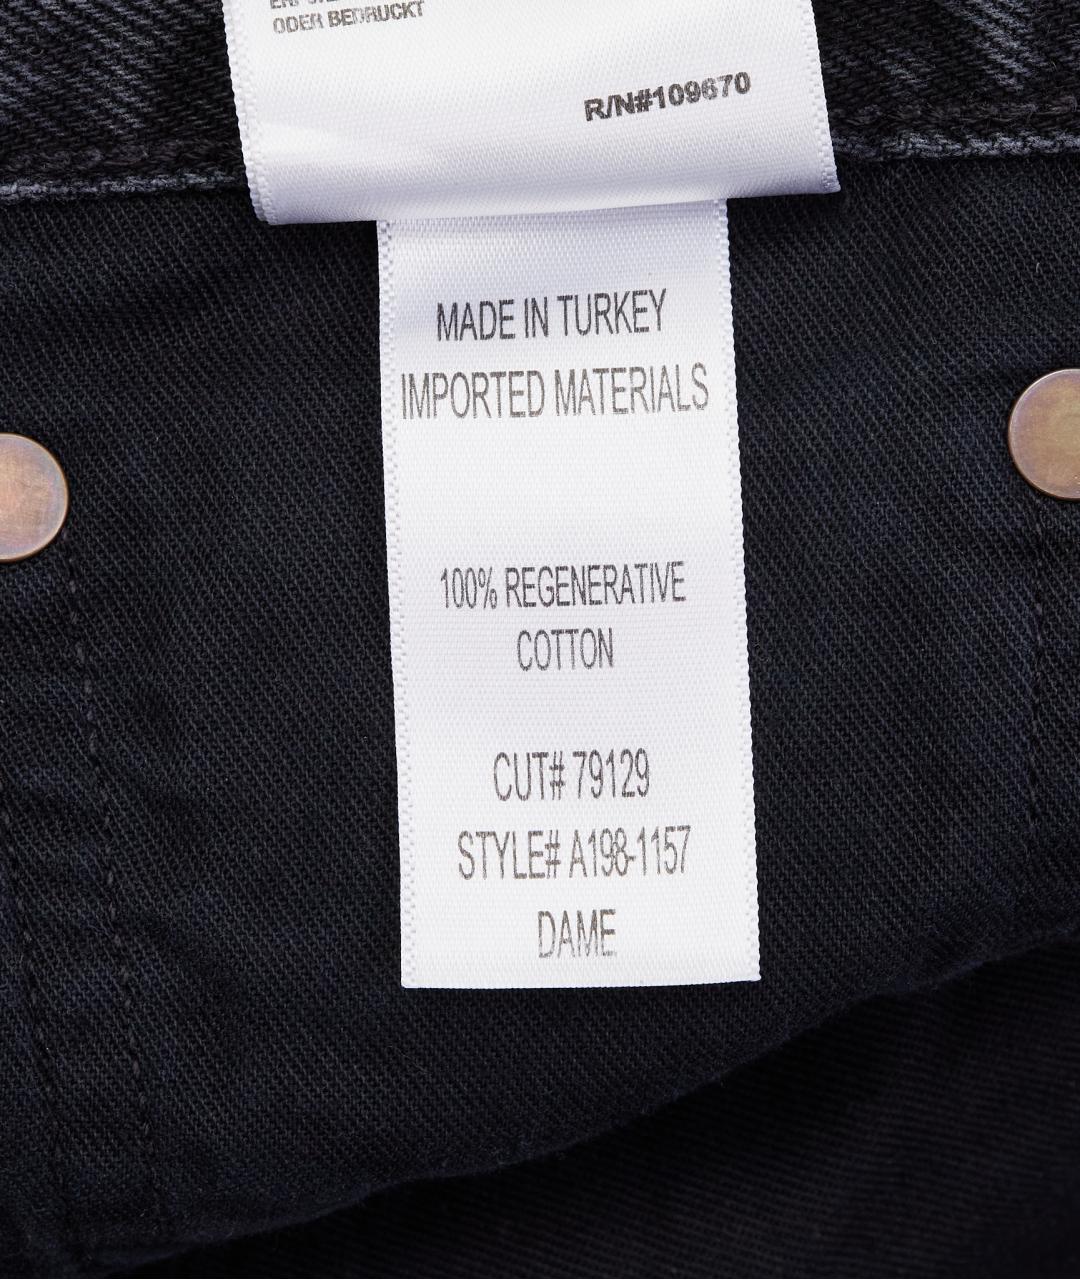 ODER BEDRUCKT
R/N#109670
MADE IN TURKEY
IMPORTED MATERIALS
100% REGENERATIVE
COTTON
CUT# 79129
STYLE# A198-1157
DAME